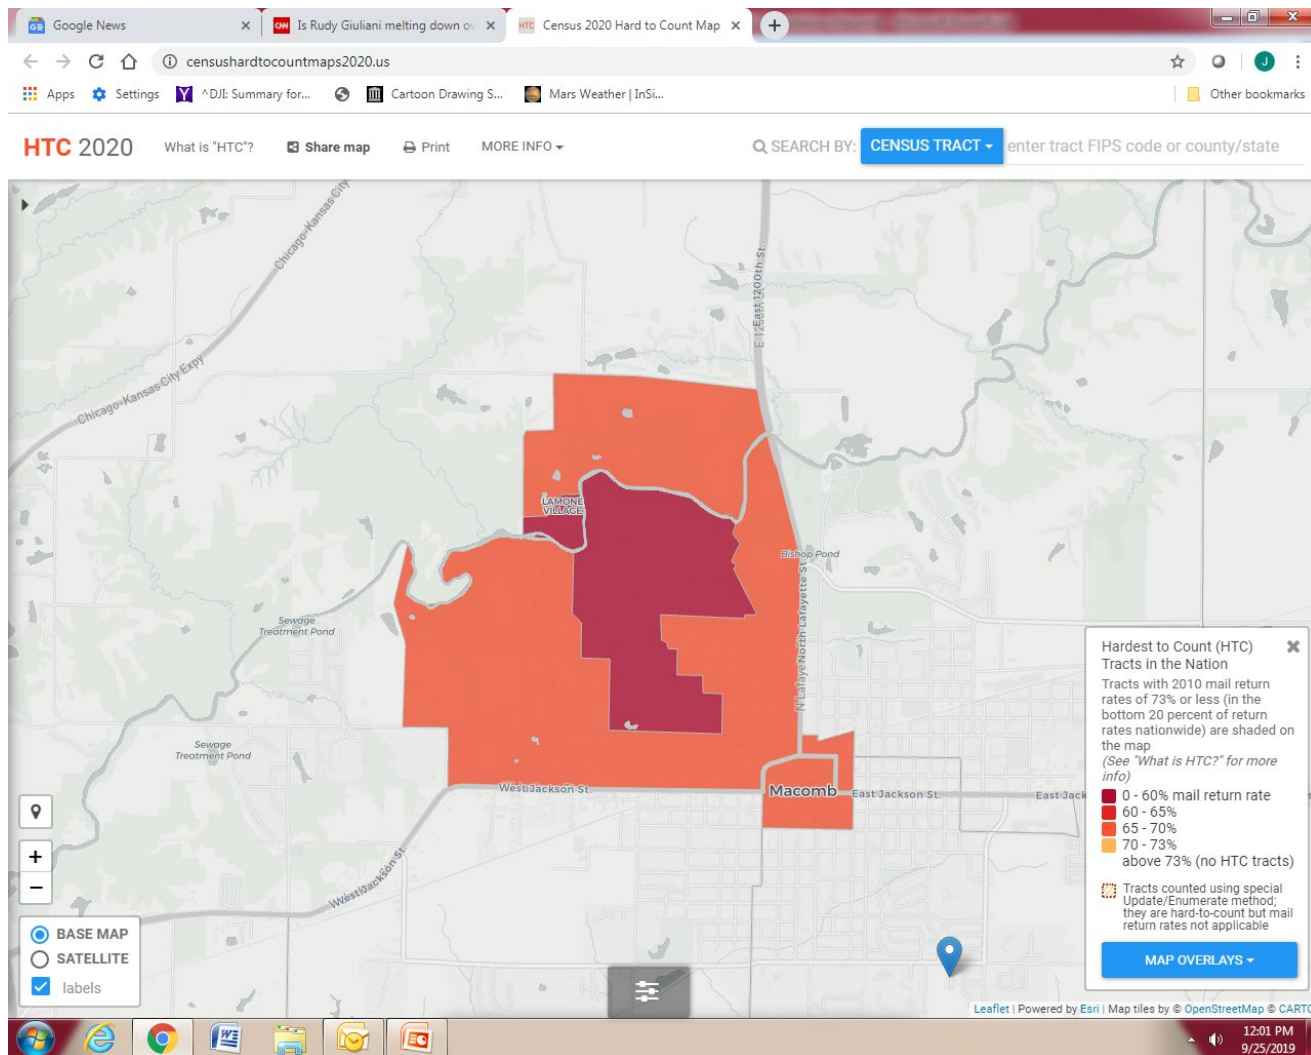 Google News
Is Rudy Giuliani melting down ov
HTC Census 2020 Hard to Count Map
censushardtocountmaps2020.us
J
Apps
Settings
^DJI: Summary for...
Cartoon Drawing S...
Mars Weather | InSi...
Other bookmarks
HTC 2020
What is "HTC"?
Share map
Print
MORE INFO
SEARCH BY:
CENSUS TRACT
enter tract FIPS code or county/state
Chicago-Kansas City
Chicago-Kansas City Expy
East 1200th St
LAMONE
VILLAGE
Bishop Pond
Sewage
Treatment Pond
North Lafayette St
Sewage
Treatment Pond
West Jackson St.
Macomb
East Jackson St.
East Jack
West Jackson St.
Hardest to Count (HTC)
Tracts in the Nation
Tracts with 2010 mail return
rates of 73% or less (in the
bottom 20 percent of return
rates nationwide) are shaded on
the map
(See "What is HTC?" for more
info)
0 - 60% mail return rate
60 - 65%
65 - 70%
70 - 73%
above 73% (no HTC tracts)
Tracts counted using special
Update/Enumerate method;
they are hard-to-count but mail
return rates not applicable
MAP OVERLAYS
+
−
BASE MAP
SATELLITE
labels
Leaflet | Powered by Esri | Map tiles by © OpenStreetMap © CARTO
12:01 PM
9/25/2019